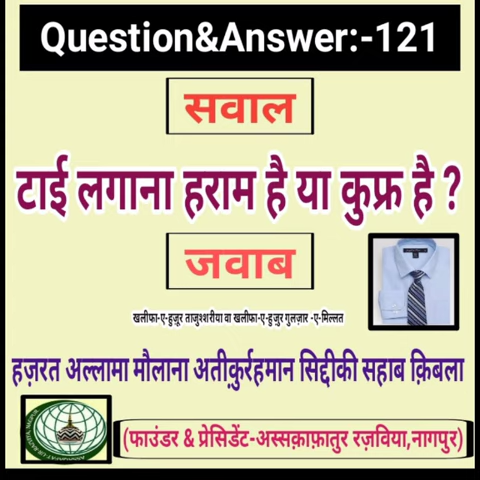 Question&Answer:-121
सवाल
टाई लगाना हराम है या कुफ्र है ?
जवाब
खलीफा-ए-हुज़ूर ताजुश्शरीया वा खलीफा-ए-हुज़ुर गुलज़ार -ए-मिल्लत
हज़रत अल्लामा मौलाना अतीक़ुर्रहमान सिद्दीकी सहाब क़िबला
(फाउंडर & प्रेसिडेंट-अस्सक़ाफ़ातुर रज़विया,नागपुर)